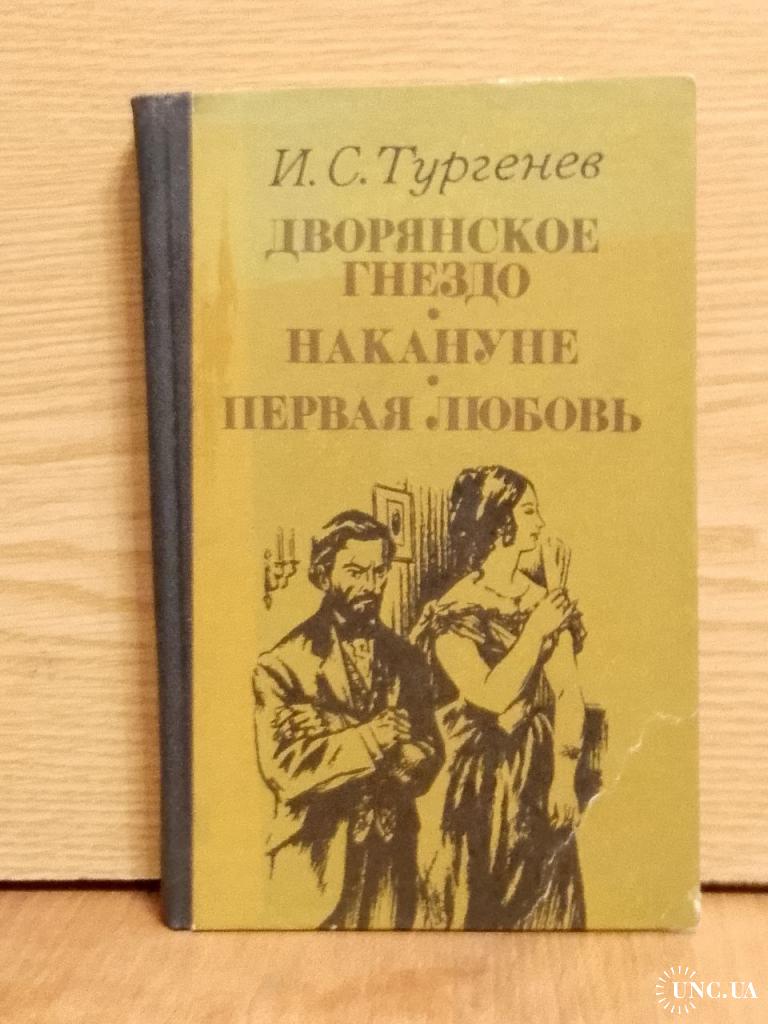 И. С. Тургенев
ДВОРЯНСКОЕ
ГНЕЗДО
•
НАКАНУНЕ
•
ПЕРВАЯ ЛЮБОВЬ
UNC.UA